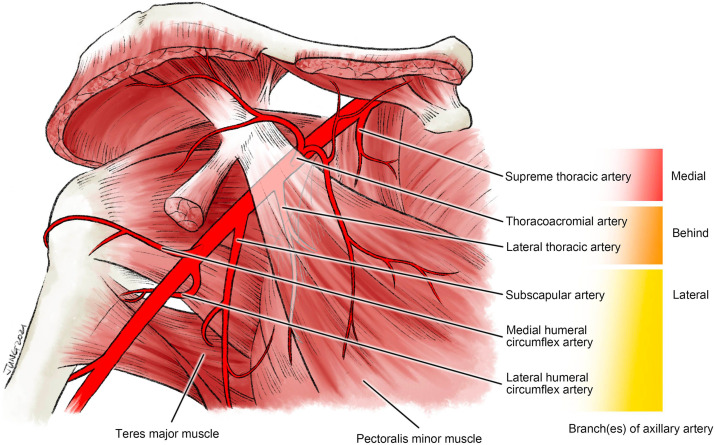 Supreme thoracic artery
Medial
Thoracoacromial artery
Lateral thoracic artery
Behind
Subscapular artery
Lateral
Medial humeral
circumflex artery
Lateral humeral
circumflex artery
Teres major muscle
Pectoralis minor muscle
Branch(es) of axillary artery